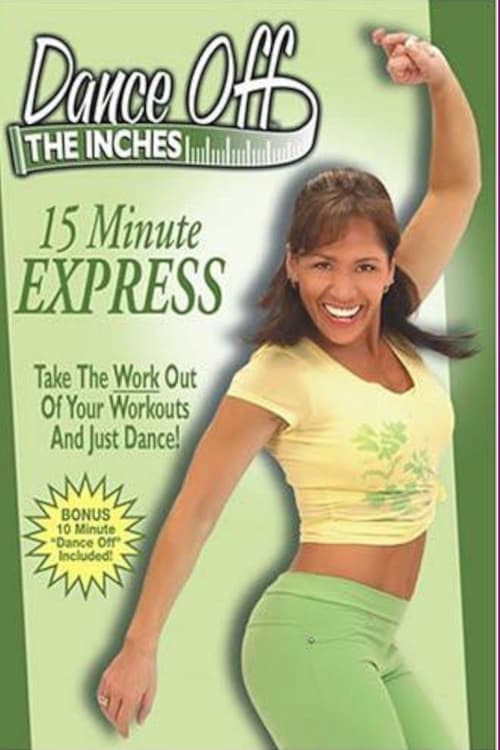 Dance Off
THE INCHES
15 Minute
EXPRESS
Take The Work Out
Of Your Workouts
And Just Dance!
BONUS
10 Minute
"Dance Off"
Included!